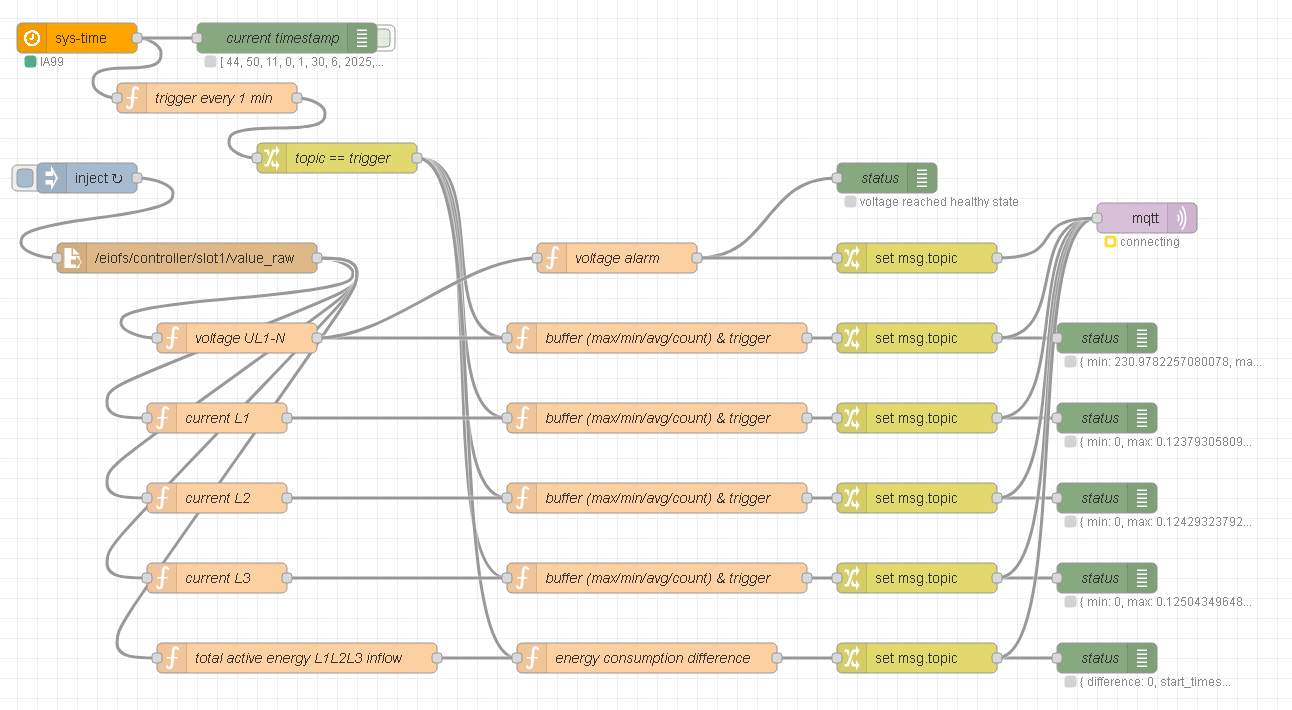 sys-time
current timestamp
IA99
[ 44, 50, 11, 0, 1, 30, 6, 2025,...
trigger every 1 min
topic == trigger
inject ↻
status
voltage reached healthy state
mqtt
connecting
/eiofs/controller/slot1/value_raw
voltage alarm
set msg.topic
voltage UL1-N
buffer (max/min/avg/count) & trigger
set msg.topic
status
{ min: 230.9782257080078, ma...
current L1
buffer (max/min/avg/count) & trigger
set msg.topic
status
{ min: 0, max: 0.12379305809...
current L2
buffer (max/min/avg/count) & trigger
set msg.topic
status
{ min: 0, max: 0.12429323792...
current L3
buffer (max/min/avg/count) & trigger
set msg.topic
status
{ min: 0, max: 0.12504349648...
total active energy L1L2L3 inflow
energy consumption difference
set msg.topic
status
{ difference: 0, start_times...